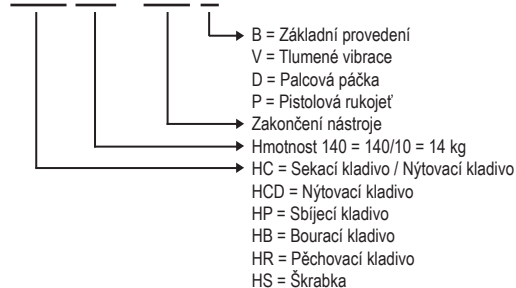 B = Základní provedení
V = Tlumené vibrace
D = Palcová páčka
P = Pistolová rukojeť
Zakončení nástroje
Hmotnost 140 = 140/10 = 14 kg
HC = Sekací kladivo / Nýtovací kladivo
HCD = Nýtovací kladivo
HP = Sbíjecí kladivo
HB = Bourací kladivo
HR = Pěchovací kladivo
HS = Škrabka